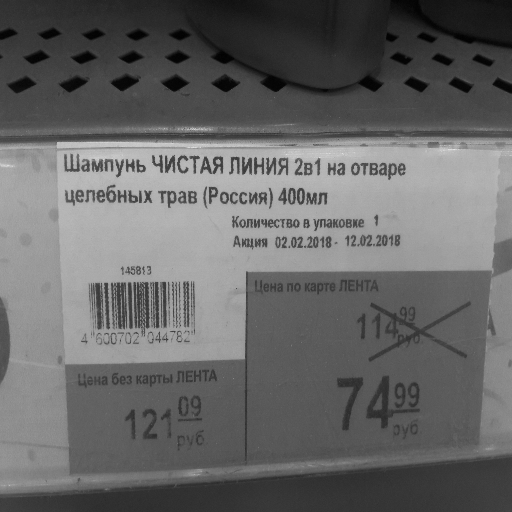 Шампунь ЧИСТАЯ ЛИНИЯ 2в1 на отваре
целебных трав (Россия) 400мл
Количество в упаковке 1
Акция 02.02.2018 - 12.02.2018
145813
4 600702 044782
Цена по карте ЛЕНТА
114 99
руб
74 99
руб
Цена без карты ЛЕНТА
121 09
руб